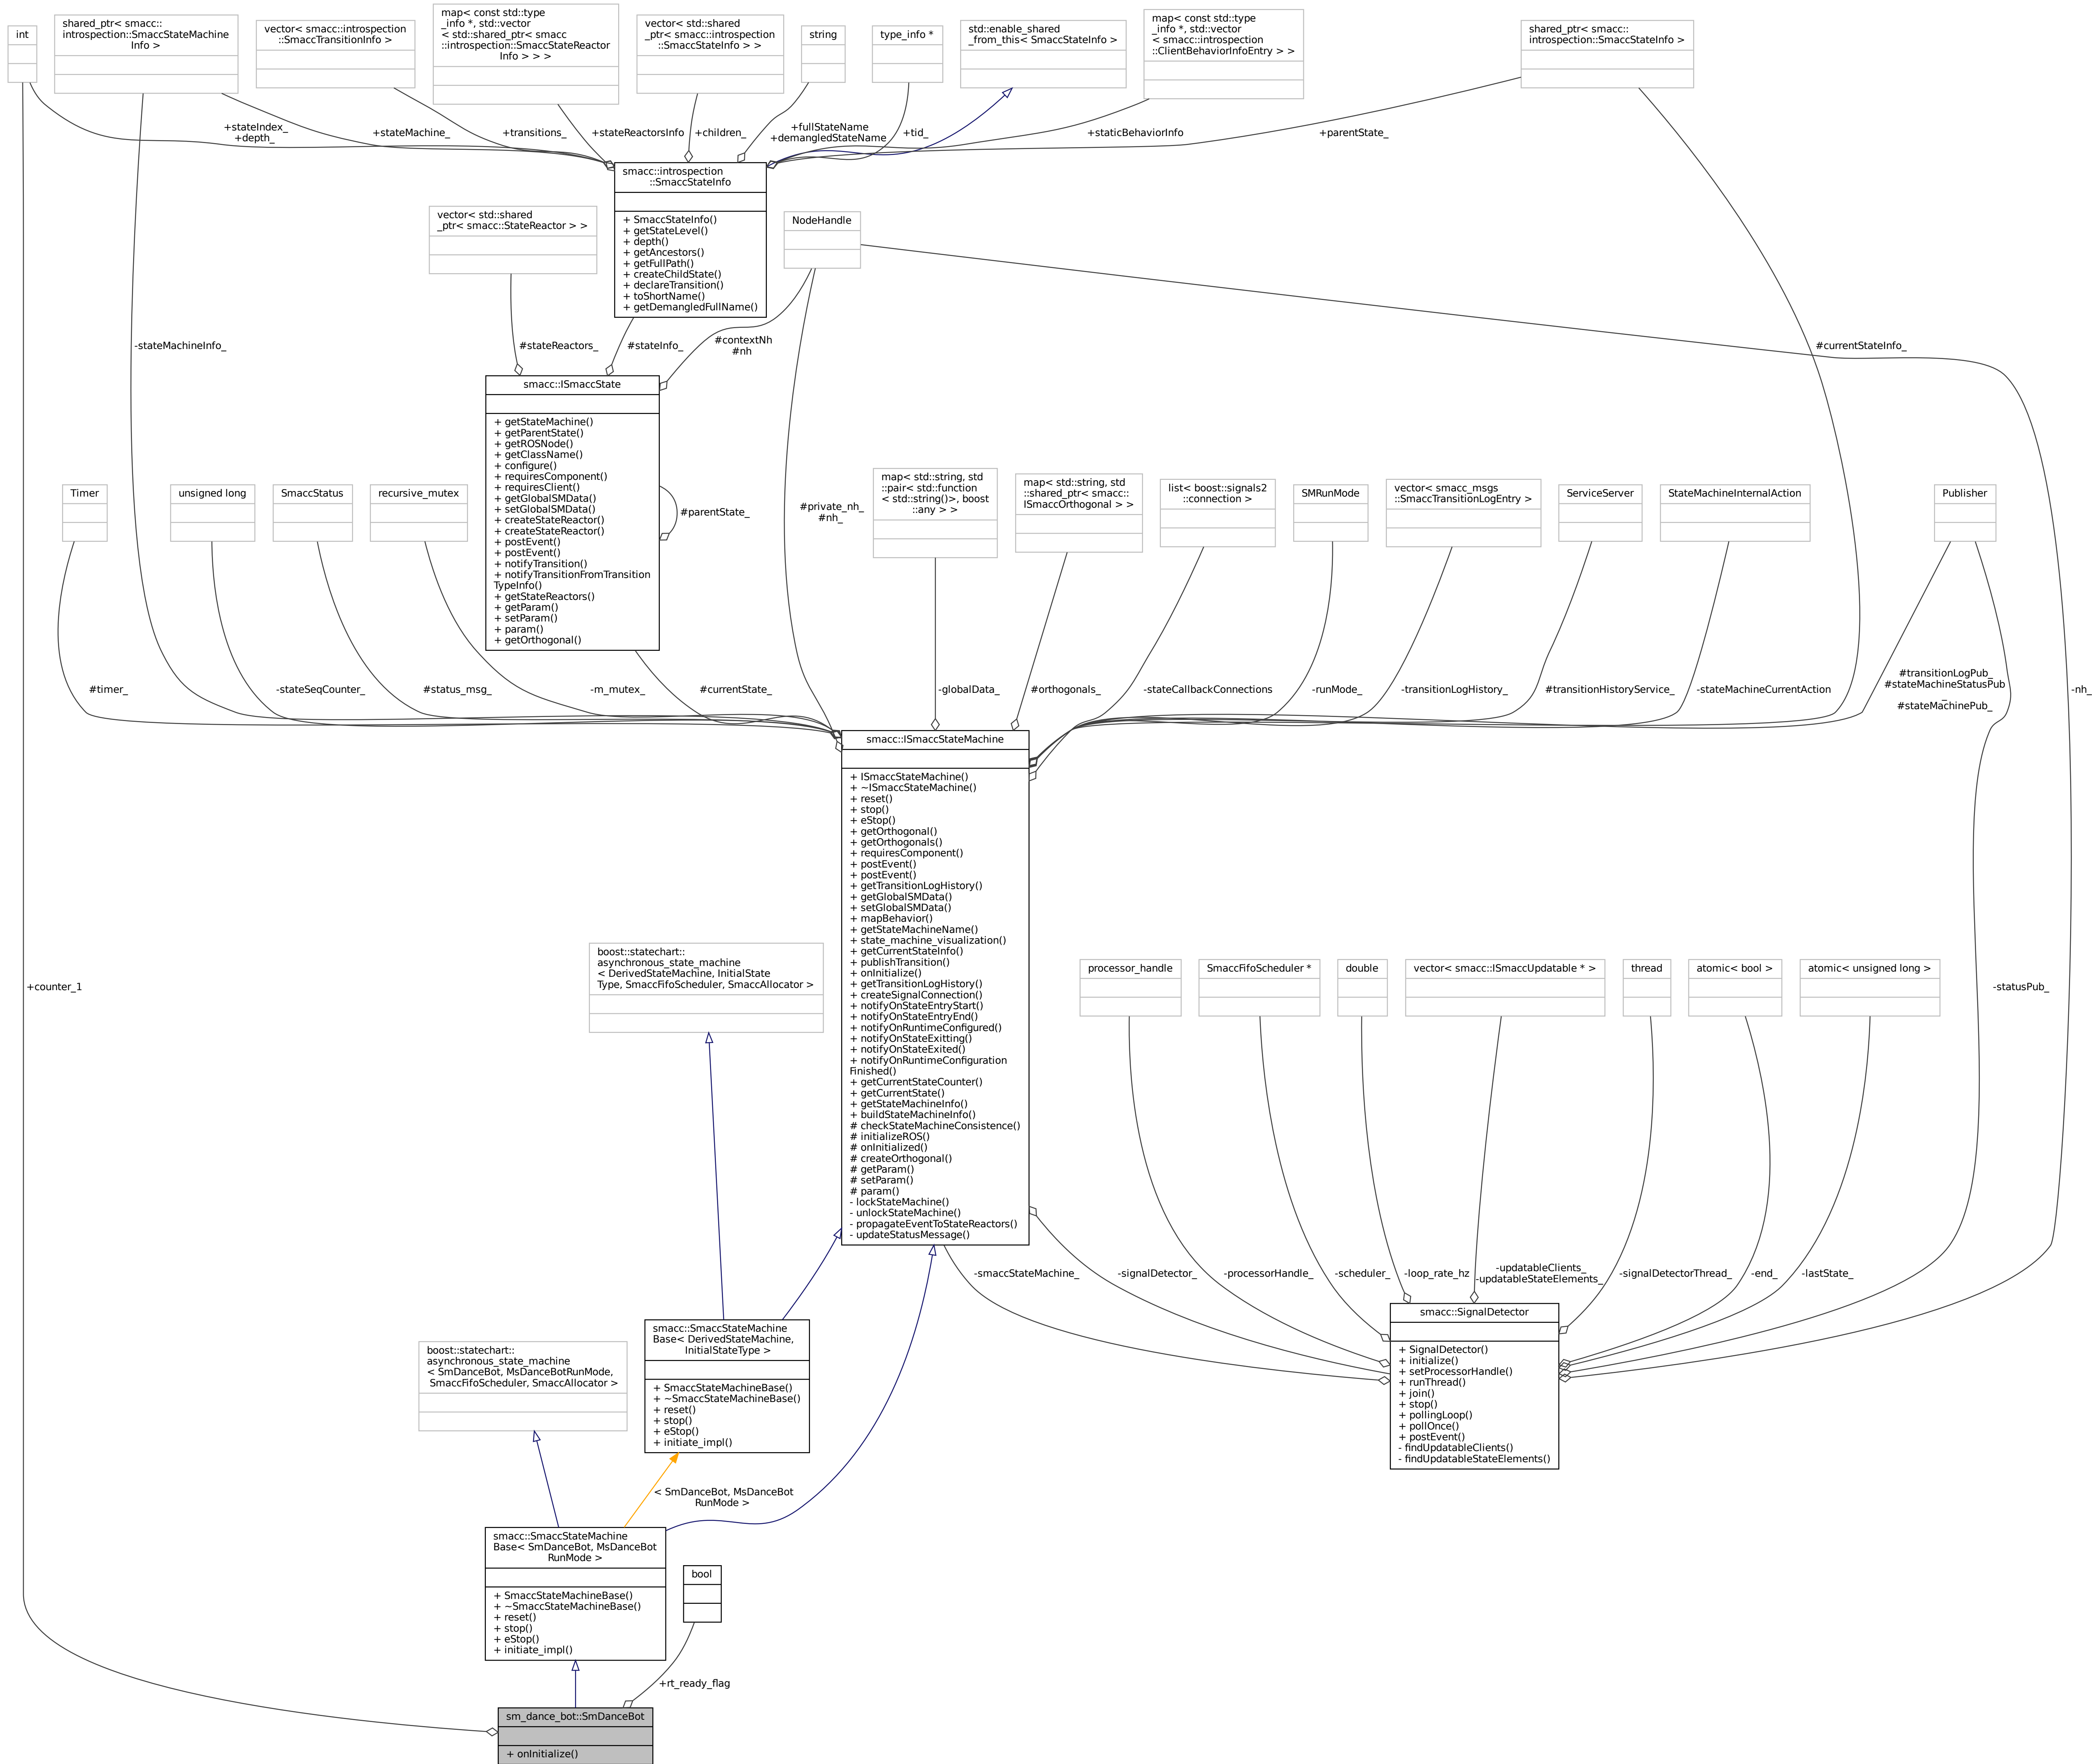 int
shared_ptr< smacc::
introspection::SmaccStateMachine
Info >
vector< smacc::introspection
::SmaccTransitionInfo >
map< const std::type
_info *, std::vector
< std::shared_ptr< smacc
::introspection::SmaccStateReactor
Info > > >
vector< std::shared
_ptr< smacc::introspection
::SmaccStateInfo > >
string
type_info *
std::enable_shared
_from_this< SmaccStateInfo >
map< const std::type
_info *, std::vector
< smacc::introspection
::ClientBehaviorInfoEntry > >
shared_ptr< smacc::
introspection::SmaccStateInfo >
+stateIndex_
+depth_
+stateMachine_
+transitions_
+stateReactorsInfo
+children_
+fullStateName
+demangledStateName
+tid_
+staticBehaviorInfo
+parentState_
smacc::introspection
::SmaccStateInfo
+ SmaccStateInfo()
+ getStateLevel()
+ depth()
+ getAncestors()
+ getFullPath()
+ createChildState()
+ declareTransition()
+ toShortName()
+ getDemangledFullName()
vector< std::shared
_ptr< smacc::StateReactor > >
NodeHandle
-stateMachineInfo_
#stateReactors_
#stateInfo_
#contextNh
#nh
#currentStateInfo_
smacc::ISmaccState
+ getStateMachine()
+ getParentState()
+ getROSNode()
+ getClassName()
+ configure()
+ requiresComponent()
+ requiresClient()
+ getGlobalSMData()
+ setGlobalSMData()
+ createStateReactor()
+ createStateReactor()
+ postEvent()
+ postEvent()
+ notifyTransition()
+ notifyTransitionFromTransition
TypeInfo()
+ getStateReactors()
+ getParam()
+ setParam()
+ param()
+ getOrthogonal()
#parentState_
#private_nh_
#nh_
Timer
unsigned long
SmaccStatus
recursive_mutex
map< std::string, std
::pair< std::function
< std::string()>, boost
::any > >
map< std::string, std
::shared_ptr< smacc::
ISmaccOrthogonal > >
list< boost::signals2
::connection >
SMRunMode
vector< smacc_msgs
::SmaccTransitionLogEntry >
ServiceServer
StateMachineInternalAction
Publisher
#timer_
-stateSeqCounter_
#status_msg_
-m_mutex_
#currentState_
-globalData_
#orthogonals_
-stateCallbackConnections
-runMode_
-transitionLogHistory_
#transitionHistoryService_
-stateMachineCurrentAction
#transitionLogPub_
#stateMachineStatusPub
_
#stateMachinePub_
-nh_
smacc::ISmaccStateMachine
+ ISmaccStateMachine()
+ ~ISmaccStateMachine()
+ reset()
+ stop()
+ eStop()
+ getOrthogonal()
+ getOrthogonals()
+ requiresComponent()
+ postEvent()
+ postEvent()
+ getTransitionLogHistory()
+ getGlobalSMData()
+ setGlobalSMData()
+ mapBehavior()
+ getStateMachineName()
+ state_machine_visualization()
+ getCurrentStateInfo()
+ publishTransition()
+ onInitialize()
+ getTransitionLogHistory()
+ createSignalConnection()
+ notifyOnStateEntryStart()
+ notifyOnStateEntryEnd()
+ notifyOnRuntimeConfigured()
+ notifyOnStateExitting()
+ notifyOnStateExited()
+ notifyOnRuntimeConfiguration
Finished()
+ getCurrentStateCounter()
+ getCurrentState()
+ getStateMachineInfo()
+ buildStateMachineInfo()
# checkStateMachineConsistence()
# initializeROS()
# onInitialized()
# createOrthogonal()
# getParam()
# setParam()
# param()
- lockStateMachine()
- unlockStateMachine()
- propagateEventToStateReactors()
- updateStatusMessage()
+counter_1
boost::statechart::
asynchronous_state_machine
< DerivedStateMachine, InitialState
Type, SmaccFifoScheduler, SmaccAllocator >
processor_handle
SmaccFifoScheduler *
double
vector< smacc::ISmaccUpdatable * >
thread
atomic< bool >
atomic< unsigned long >
-statusPub_
-smaccStateMachine_
-signalDetector_
-processorHandle_
-scheduler_
-loop_rate_hz
-updatableClients_
-updatableStateElements_
-signalDetectorThread_
-end_
-lastState_
smacc::SignalDetector
+ SignalDetector()
+ initialize()
+ setProcessorHandle()
+ runThread()
+ join()
+ stop()
+ pollingLoop()
+ pollOnce()
+ postEvent()
- findUpdatableClients()
- findUpdatableStateElements()
smacc::SmaccStateMachine
Base< DerivedStateMachine,
InitialStateType >
+ SmaccStateMachineBase()
+ ~SmaccStateMachineBase()
+ reset()
+ stop()
+ eStop()
+ initiate_impl()
boost::statechart::
asynchronous_state_machine
< SmDanceBot, MsDanceBotRunMode,
SmaccFifoScheduler, SmaccAllocator >
< SmDanceBot, MsDanceBot
RunMode >
smacc::SmaccStateMachine
Base< SmDanceBot, MsDanceBot
RunMode >
+ SmaccStateMachineBase()
+ ~SmaccStateMachineBase()
+ reset()
+ stop()
+ eStop()
+ initiate_impl()
bool
+rt_ready_flag
sm_dance_bot::SmDanceBot
+ onInitialize()